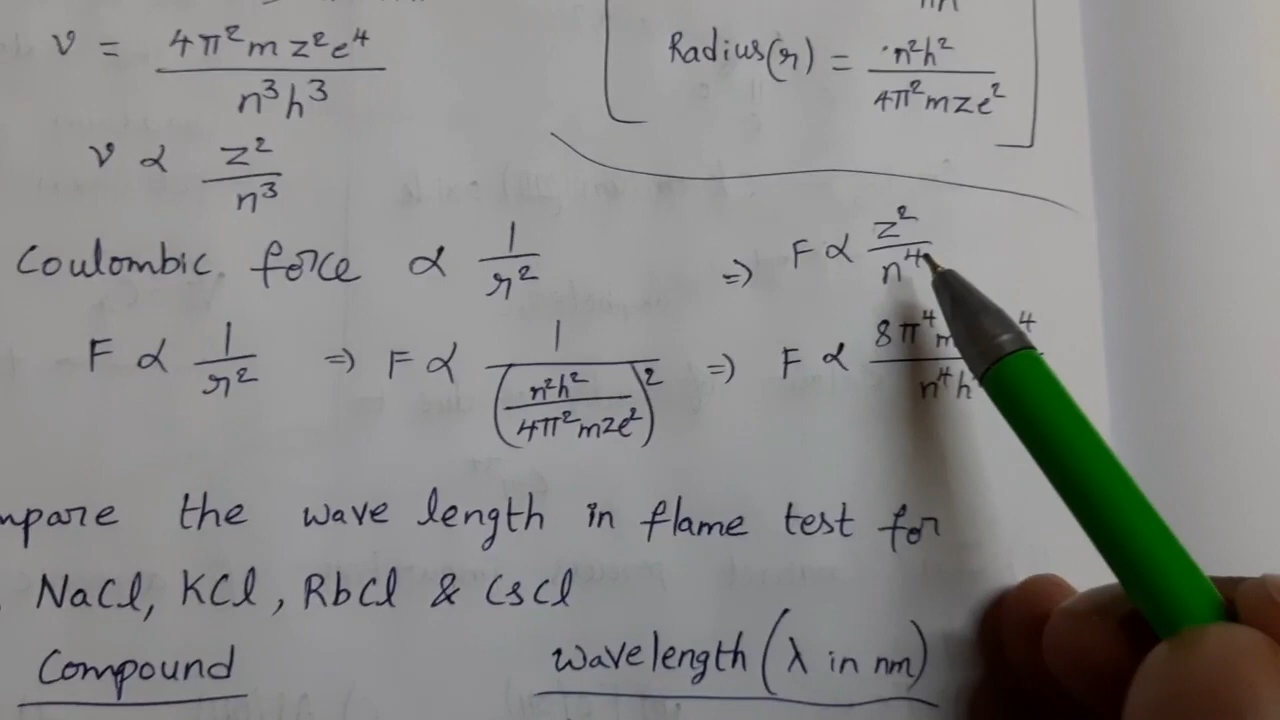 ν = 4π²mz²e⁴ / n³h³
Radius(r) = n²h² / 4π²mze²
ν ∝ z² / n³
Coulombic force ∝ 1 / r² ⇒ F ∝ z² / n⁴
F ∝ 1 / r² ⇒ F ∝ 1 / (n²h² / 4π²mze²)² ⇒ F ∝ 8π⁴ / n⁴h
the wave length in flame test for
NaCl, KCl, RbCl & CsCl
Compound wavelength (λ in nm)